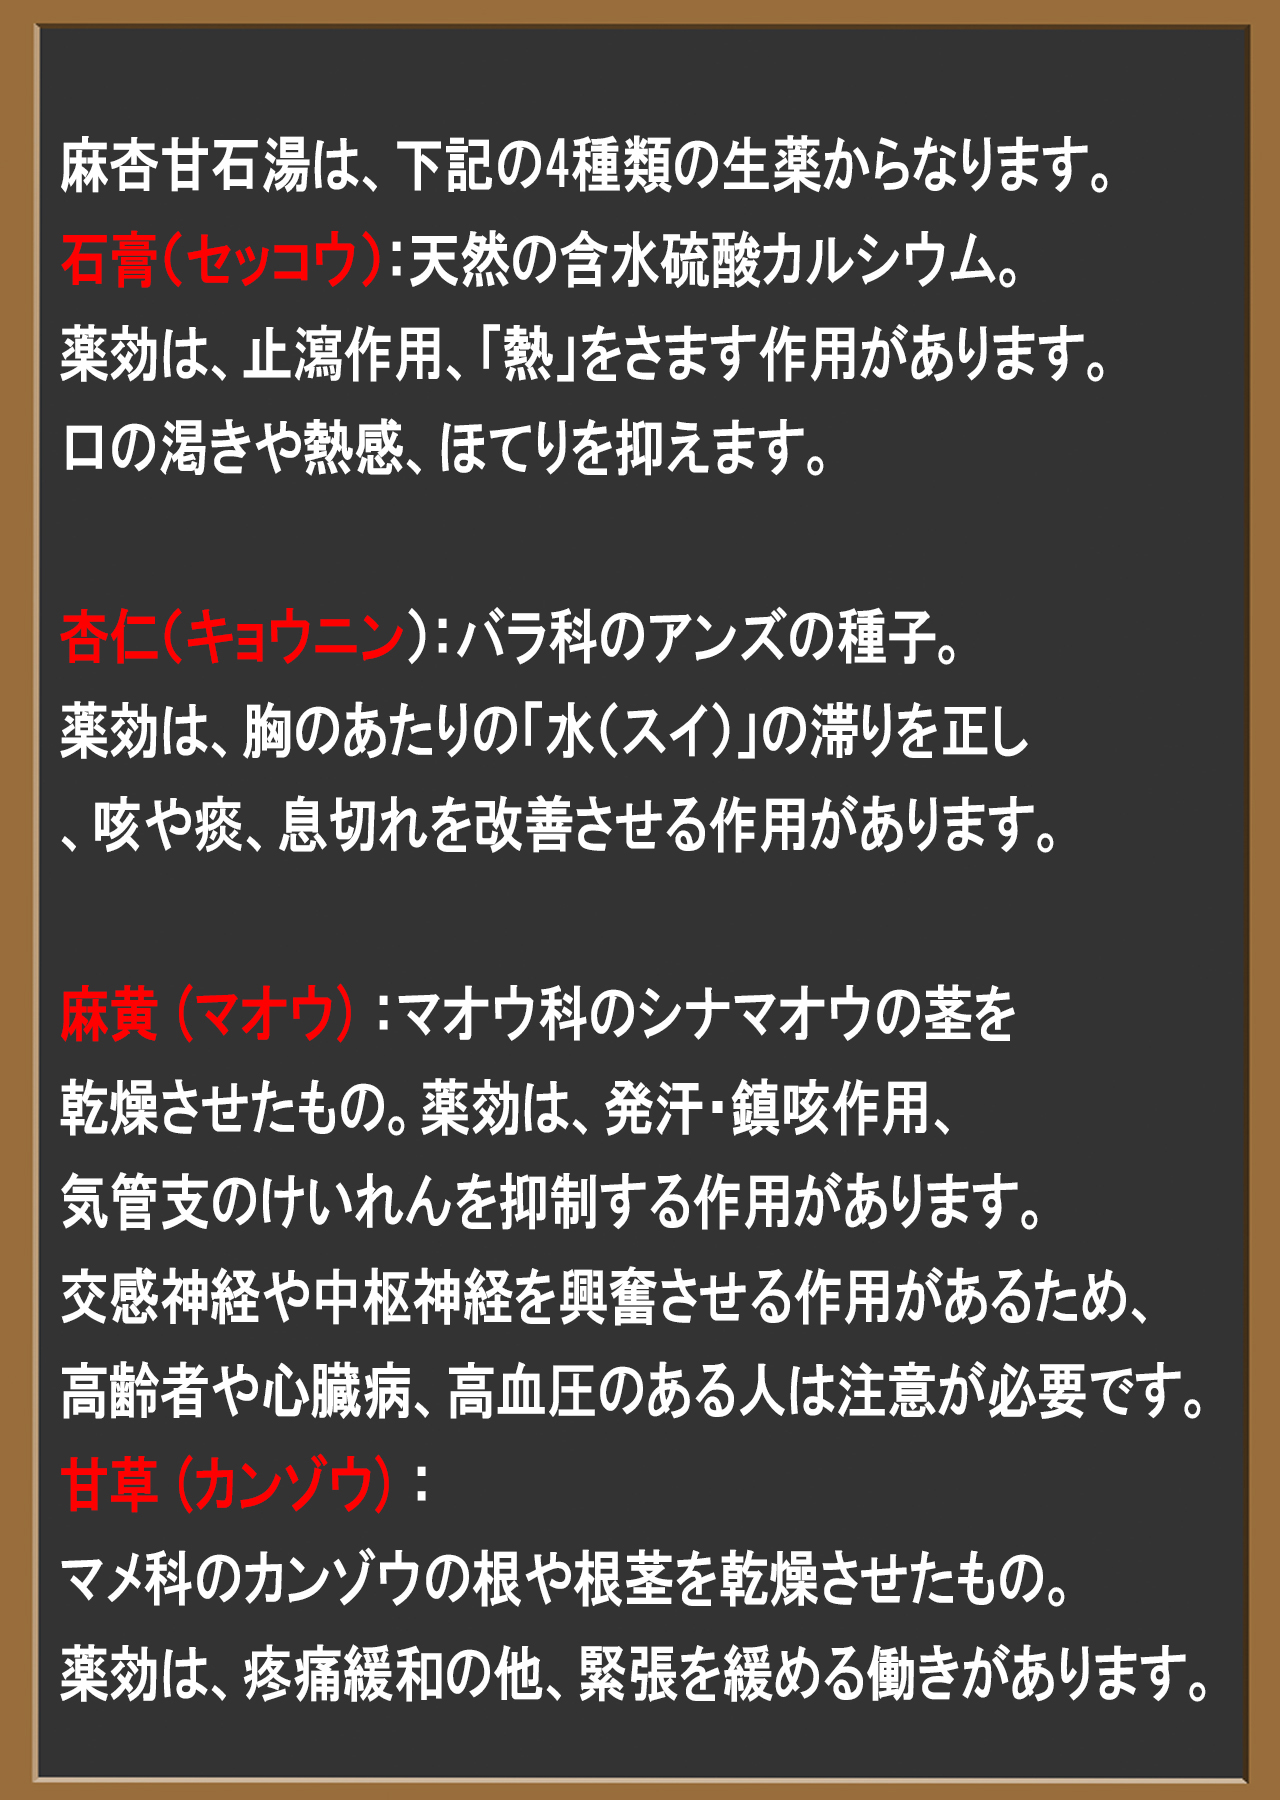 麻杏甘石湯は、下記の4種類の生薬からなります。
石膏（セッコウ）：天然の含水硫酸カルシウム。
薬効は、止瀉作用、「熱」をさます作用があります。
口の渇きや熱感、ほてりを抑えます。
杏仁（キョウニン）：バラ科のアンズの種子。
薬効は、胸のあたりの「水（スイ）」の滞りを正し
、咳や痰、息切れを改善させる作用があります。
麻黄 （マオウ） ：マオウ科のシナマオウの茎を
乾燥させたもの。薬効は、発汗・鎮咳作用、
気管支のけいれんを抑制する作用があります。
交感神経や中枢神経を興奮させる作用があるため、
高齢者や心臓病、高血圧のある人は注意が必要です。
甘草 （カンゾウ） ：
マメ科のカンゾウの根や根茎を乾燥させたもの。
薬効は、疼痛緩和の他、緊張を緩める働きがあります。